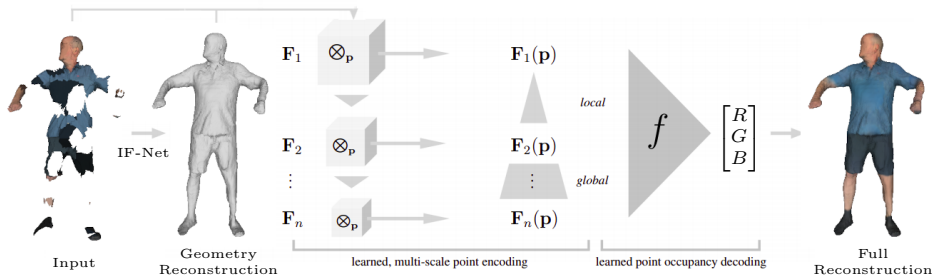 F1
⊗p
F1(p)
local
IF-Net
F2
⊗p
F2(p)
f
R
G
B
⋮
⋮
global
Fn
⊗p
Fn(p)
Input
Geometry
Reconstruction
learned, multi-scale point encoding
learned point occupancy decoding
Full
Reconstruction